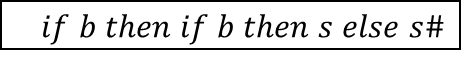 if b then if b then s else s#